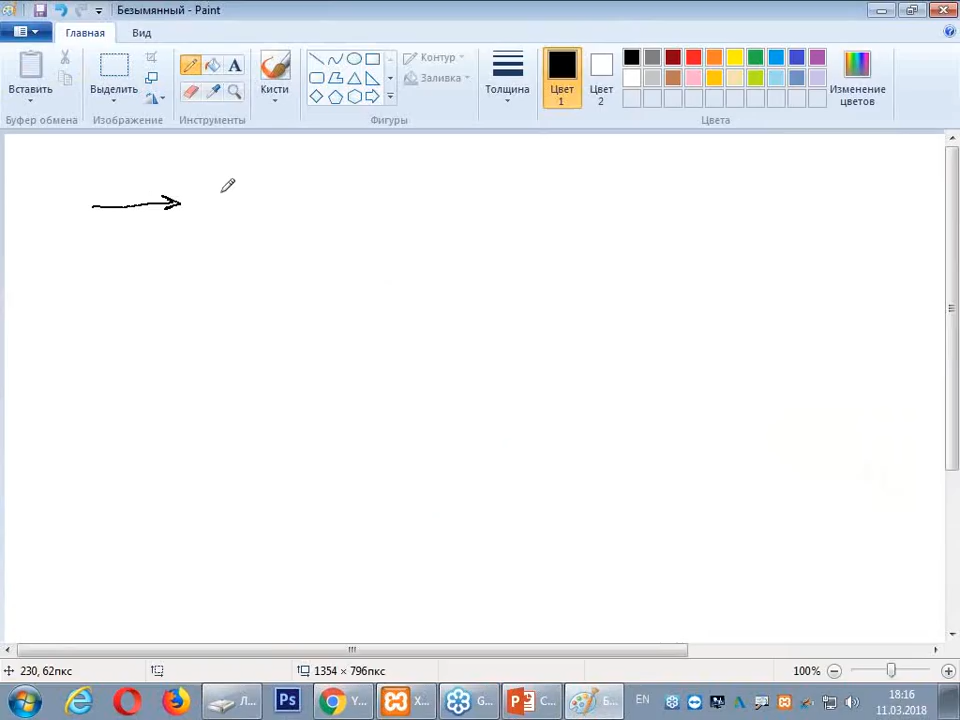 Безымянный - Paint
Главная
Вид
Вставить
Выделить
A
Кисти
Контур
Заливка
Толщина
Цвет 1
Цвет 2
Изменение цветов
Буфер обмена
Изображение
Инструменты
Фигуры
Цвета
230, 62пкс
1354 × 796пкс
100%
Л...
Ps
Y...
X...
G...
С...
Б...
EN
18:16
11.03.2018